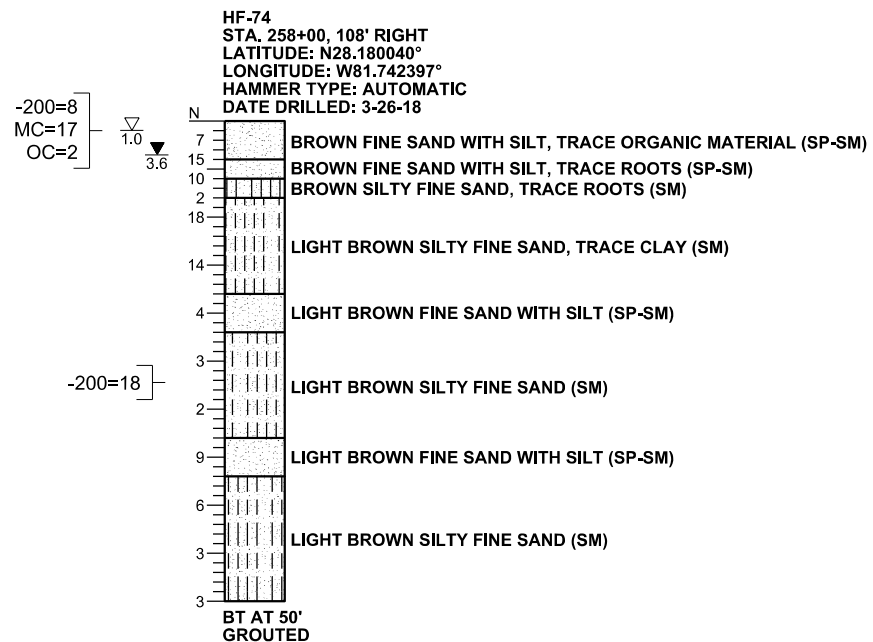 HF-74
STA. 258+00, 108' RIGHT
LATITUDE: N28.180040°
LONGITUDE: W81.742397°
HAMMER TYPE: AUTOMATIC
DATE DRILLED: 3-26-18
-200=8
MC=17
OC=2
1.0
3.6
N
7
BROWN FINE SAND WITH SILT, TRACE ORGANIC MATERIAL (SP-SM)
15
BROWN FINE SAND WITH SILT, TRACE ROOTS (SP-SM)
10
BROWN SILTY FINE SAND, TRACE ROOTS (SM)
2
18
LIGHT BROWN SILTY FINE SAND, TRACE CLAY (SM)
14
4
LIGHT BROWN FINE SAND WITH SILT (SP-SM)
3
-200=18
LIGHT BROWN SILTY FINE SAND (SM)
2
9
LIGHT BROWN FINE SAND WITH SILT (SP-SM)
6
LIGHT BROWN SILTY FINE SAND (SM)
3
3
BT AT 50'
GROUTED